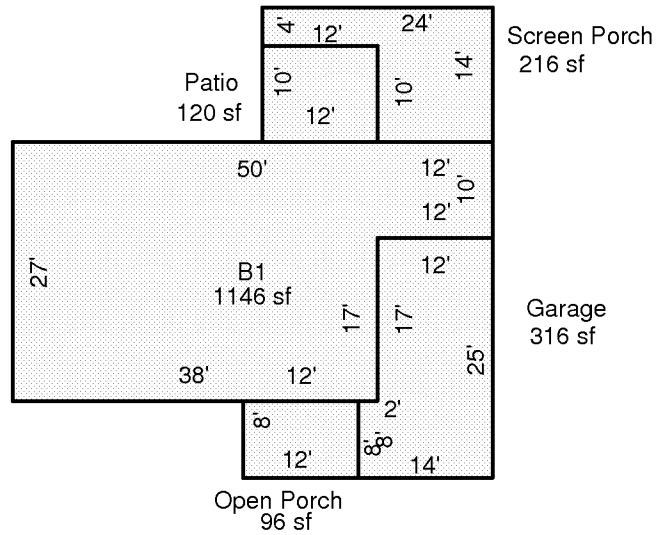 4'
12'
24'
Screen Porch
216 sf
14'
Patio
120 sf
10'
10'
12'
50'
12'
10'
12'
27'
B1
1146 sf
12'
17'
17'
Garage
316 sf
25'
38'
12'
2'
8'
8'
8'
12'
14'
Open Porch
96 sf